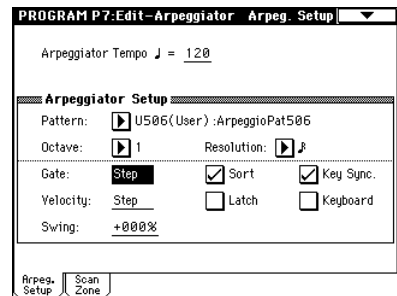 PROGRAM P7:Edit-Arpeggiator Arpeg. Setup
Arpeggiator Tempo ♩ = 120
Arpeggiator Setup
Pattern: U506(User) :ArpeggioPat506
Octave: 1 Resolution: ♪
Gate: Step Sort Key Sync.
Velocity: Step Latch Keyboard
Swing: +000%
Arpeg. Scan
Setup Zone